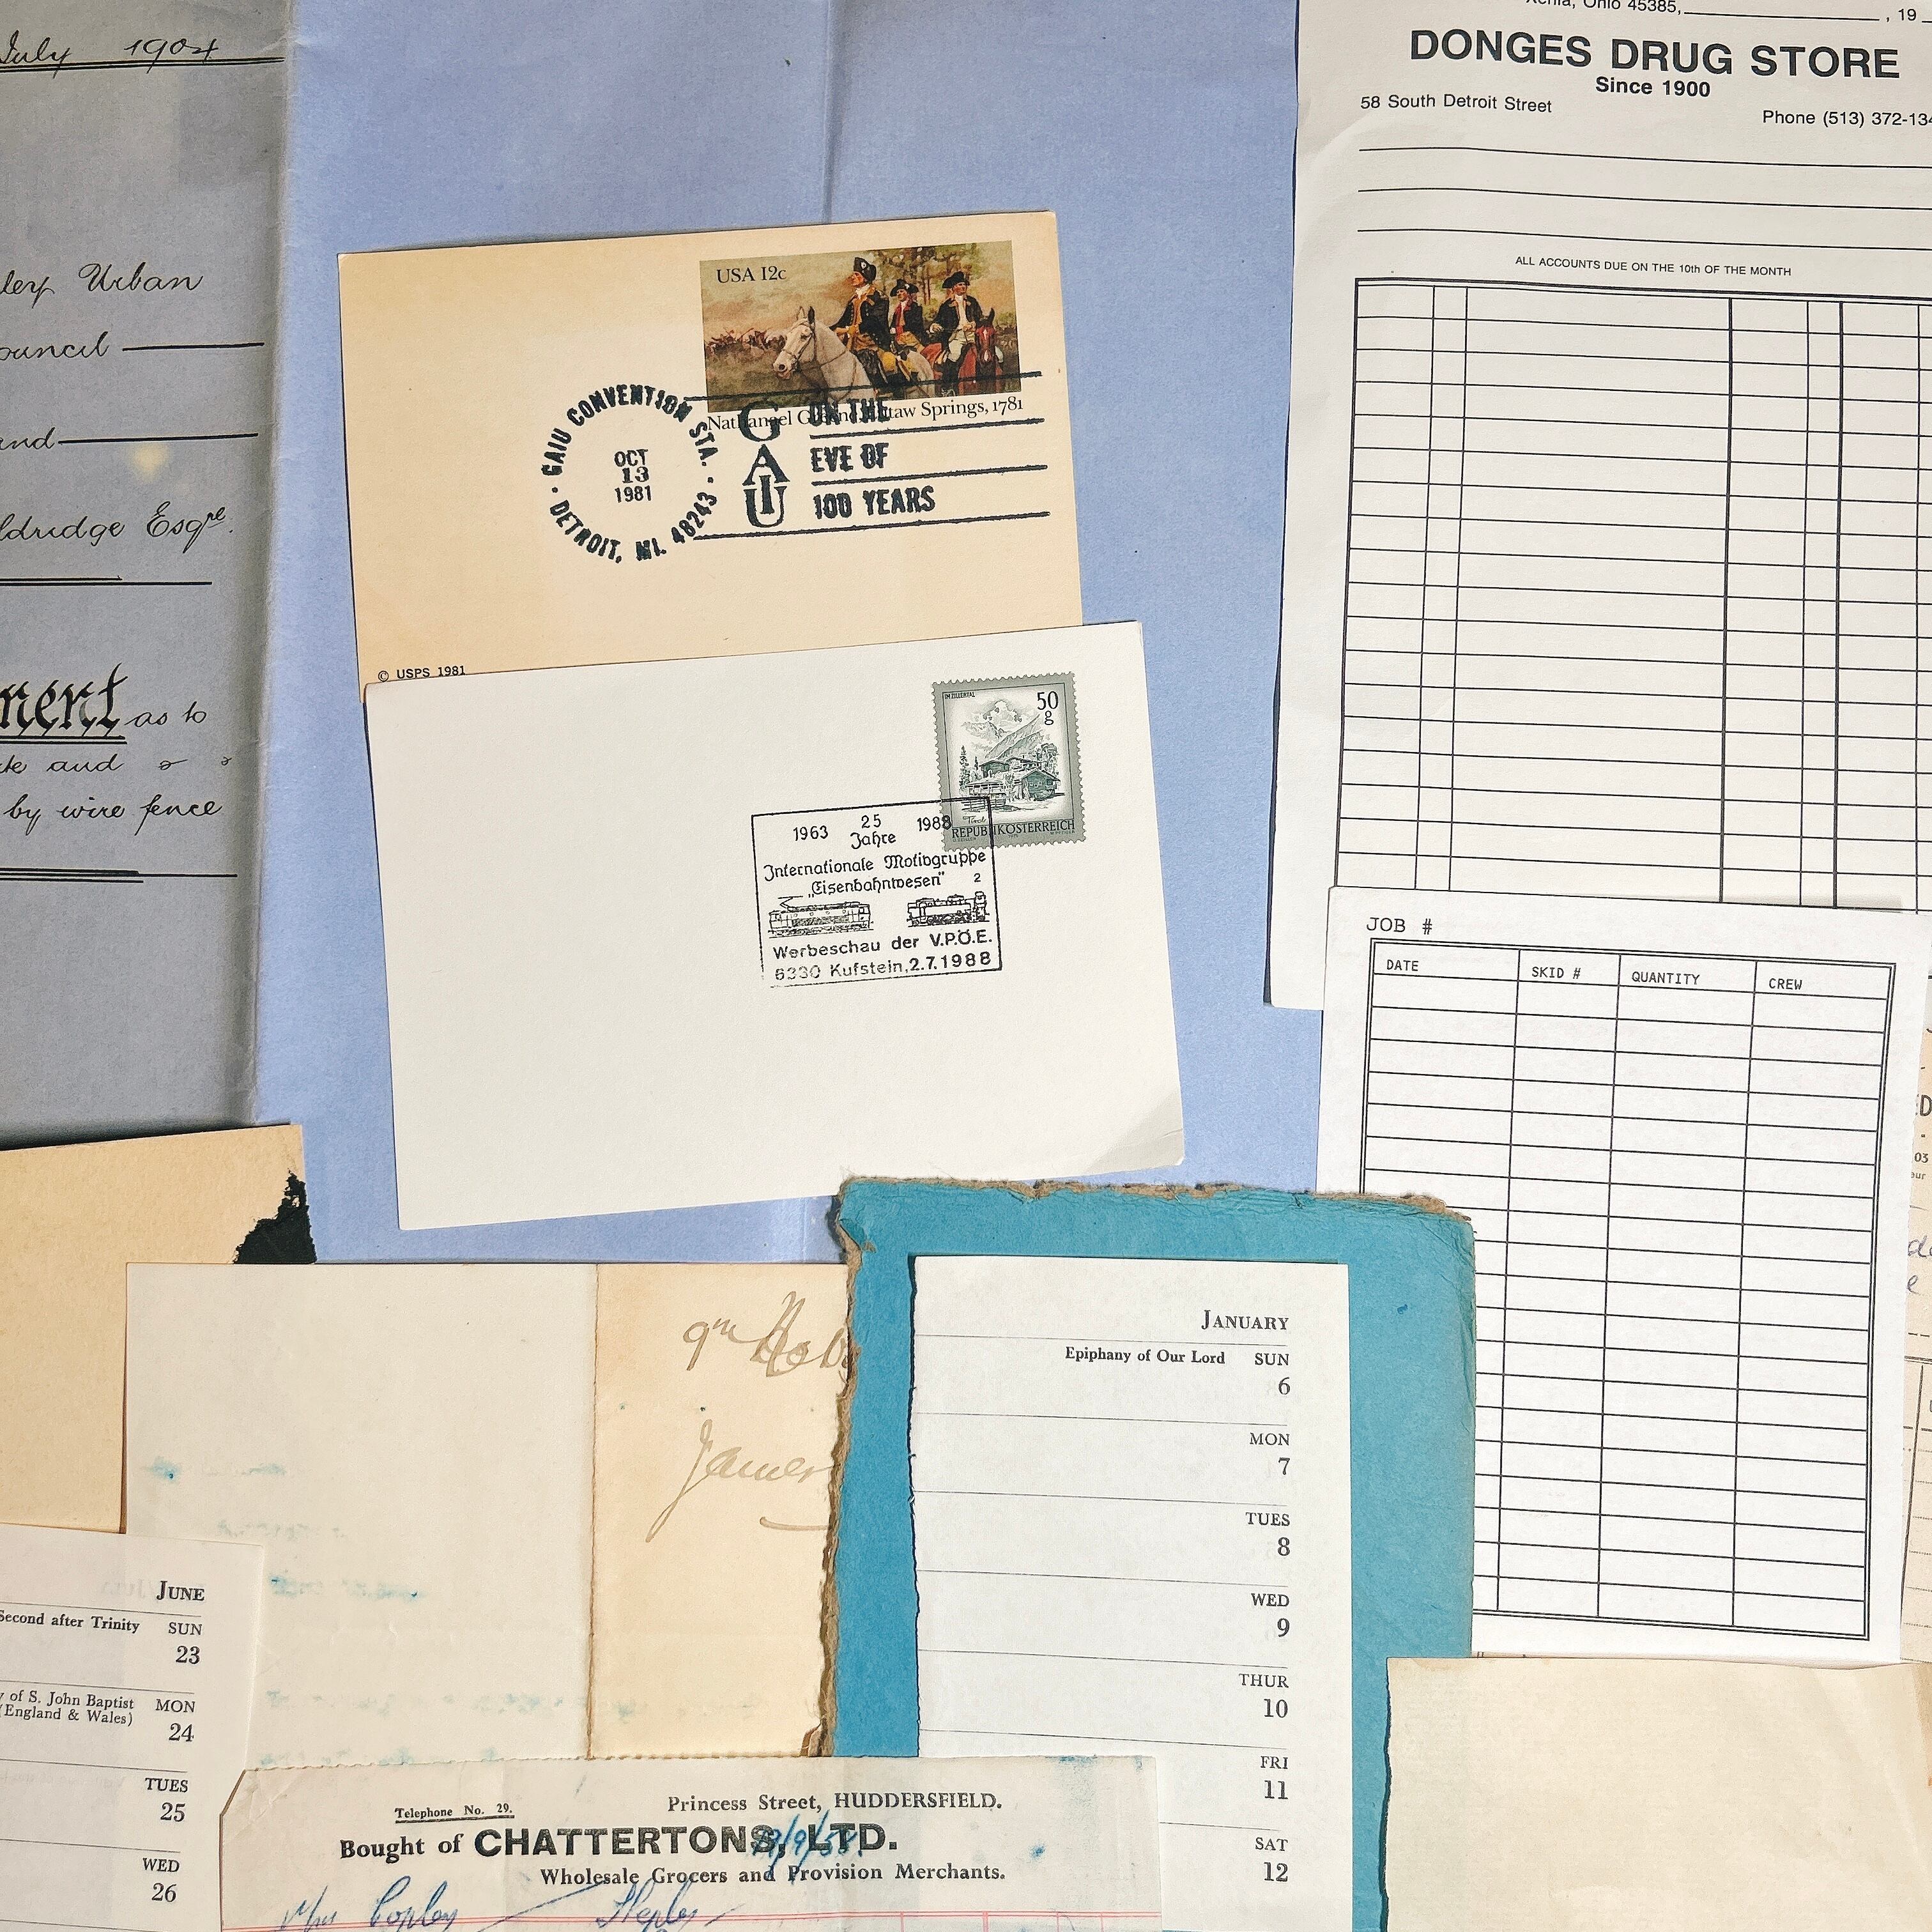 July 1904
Urban
and
Esqre.
as to
and
by wire fence
USA 12c
Nathanael Greene, Eutaw Springs, 1781
GAIU CONVENTION STA.
OCT
13
1981
DETROIT, MI. 48243
GAIU
ON THE
EVE OF
100 YEARS
© USPS 1981
IM ZILLERTAL
50
g
Tirol
REPUBLIK ÖSTERREICH
1963 25 1988
Jahre
Internationale Motivgruppe
„Eisenbahnwesen" 2
Werbeschau der V.P.Ö.E.
6330 Kufstein, 2.7.1988
Xenia, Ohio 45385, , 19
DONGES DRUG STORE
Since 1900
58 South Detroit Street
Phone (513) 372-134
ALL ACCOUNTS DUE ON THE 10th OF THE MONTH
JOB #
DATE SKID # QUANTITY CREW
James
JANUARY
Epiphany of Our Lord SUN
6
MON
7
TUES
8
WED
9
THUR
10
FRI
11
SAT
12
JUNE
Second after Trinity SUN
23
of S. John Baptist MON
(England & Wales)
24
TUES
25
WED
26
Telephone No. 29.
Princess Street, HUDDERSFIELD.
Bought of CHATTERTONS, LTD.
Wholesale Grocers and Provision Merchants.
Mrs Copley